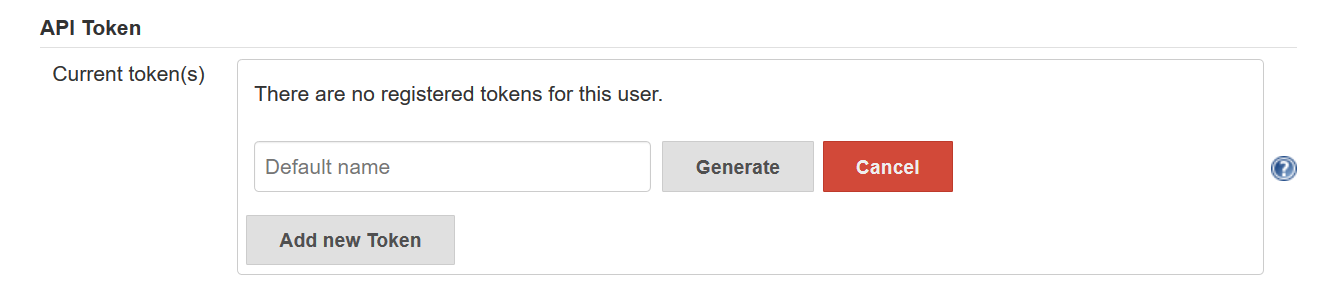 API Token
Current token(s)
There are no registered tokens for this user.
Default name
Generate
Cancel
?
Add new Token